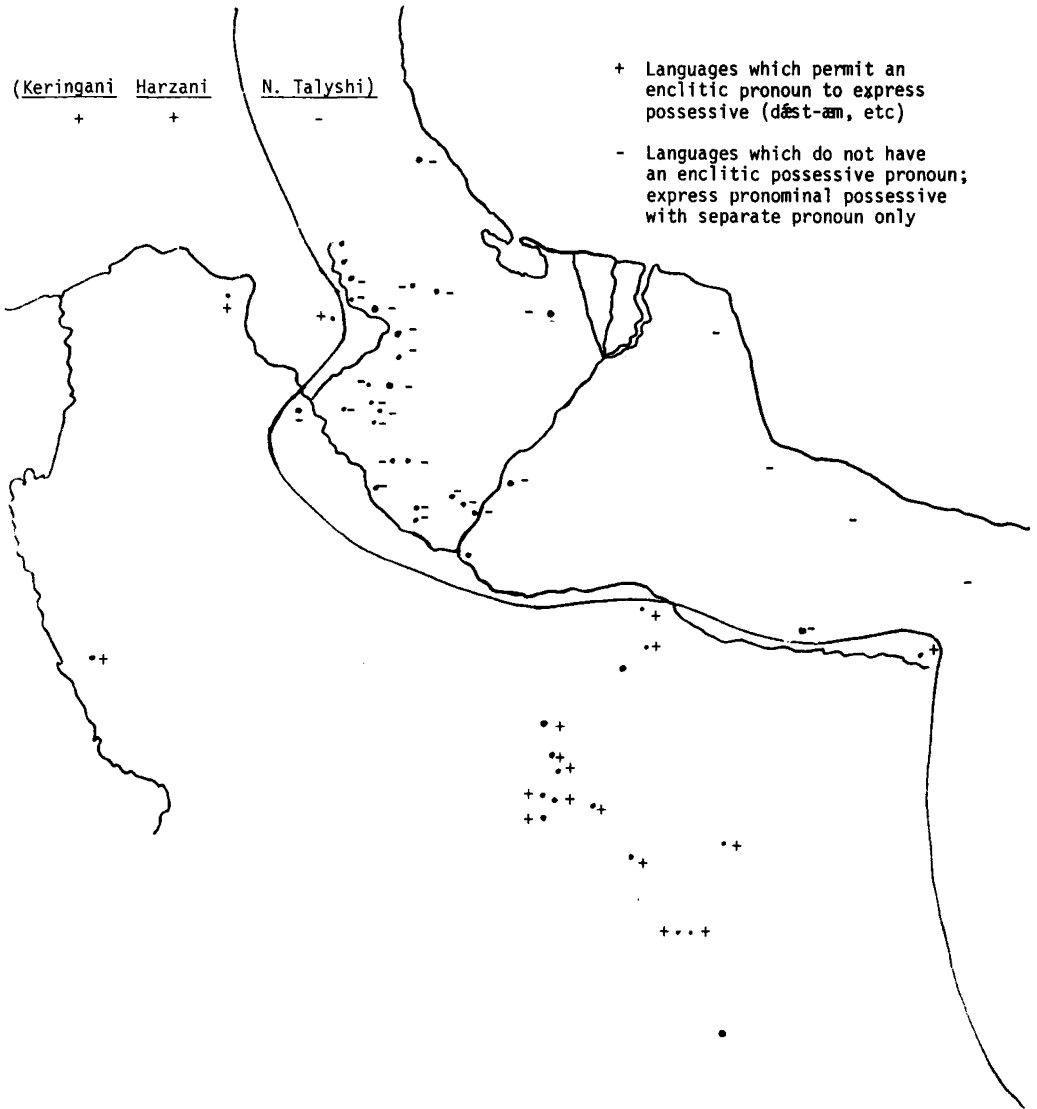 (Keringani Harzani N. Talyshi)
+ + -
+ Languages which permit an
enclitic pronoun to express
possessive (dǽst-æm, etc)
- Languages which do not have
an enclitic possessive pronoun;
express pronominal possessive
with separate pronoun only